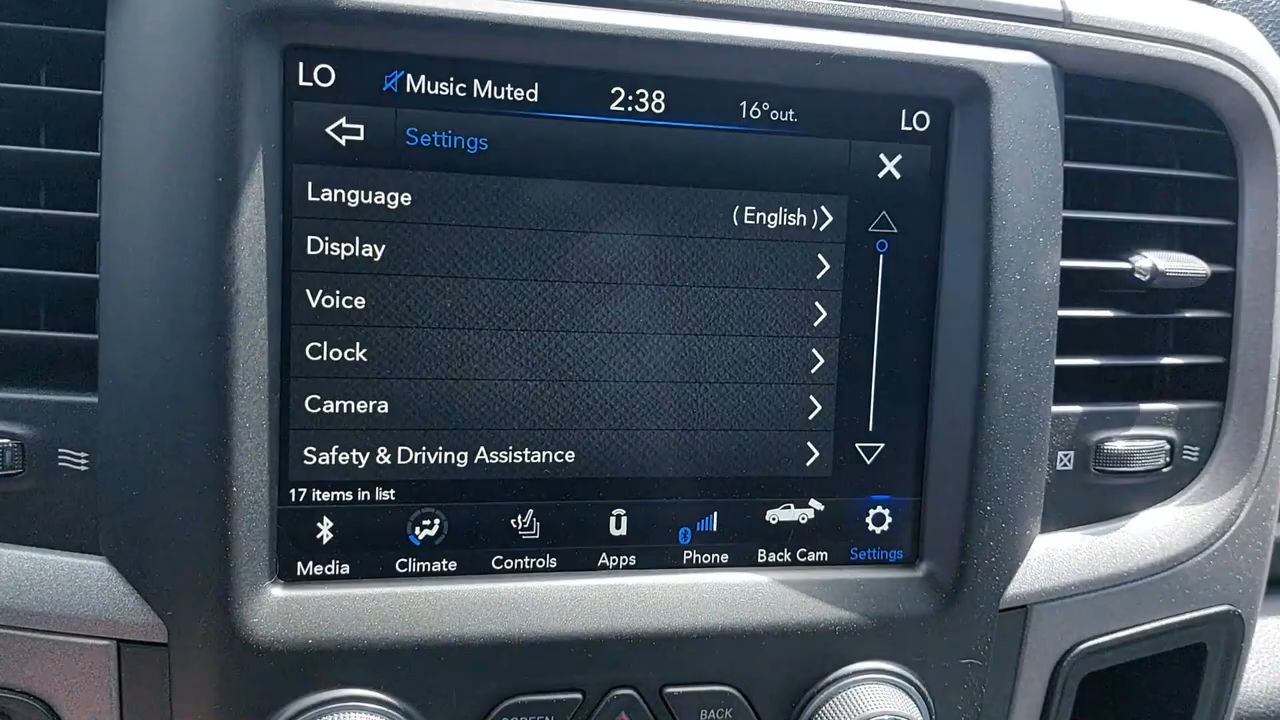 LO
Music Muted
2:38
16°out.
LO
Settings
Language
( English )
Display
Voice
Clock
Camera
Safety & Driving Assistance
17 items in list
Media
Climate
Controls
Apps
Phone
Back Cam
Settings
SCREEN
BACK